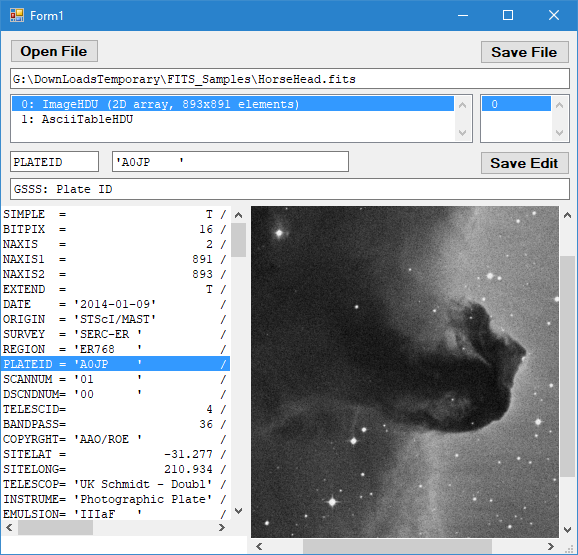 Form1
Open File
Save File
G:\DownLoadsTemporary\FITS_Samples\HorseHead.fits
0: ImageHDU (2D array, 893x891 elements)
0
1: AsciiTableHDU
PLATEID
'A0JP    '
Save Edit
GSSS: Plate ID
SIMPLE  =                    T /
BITPIX  =                   16 /
NAXIS   =                    2 /
NAXIS1  =                  891 /
NAXIS2  =                  893 /
EXTEND  =                    T /
DATE    = '2014-01-09'         /
ORIGIN  = 'STScI/MAST'         /
SURVEY  = 'SERC-ER '           /
REGION  = 'ER768   '           /
PLATEID = 'A0JP    '           /
SCANNUM = '01      '           /
DSCNDNUM= '00      '           /
TELESCID=                    4 /
BANDPASS=                   36 /
COPYRGHT= 'AAO/ROE '           /
SITELAT =              -31.277 /
SITELONG=              210.934 /
TELESCOP= 'UK Schmidt - Doubl' /
INSTRUME= 'Photographic Plate' /
EMULSION= 'IIIaF   '           /